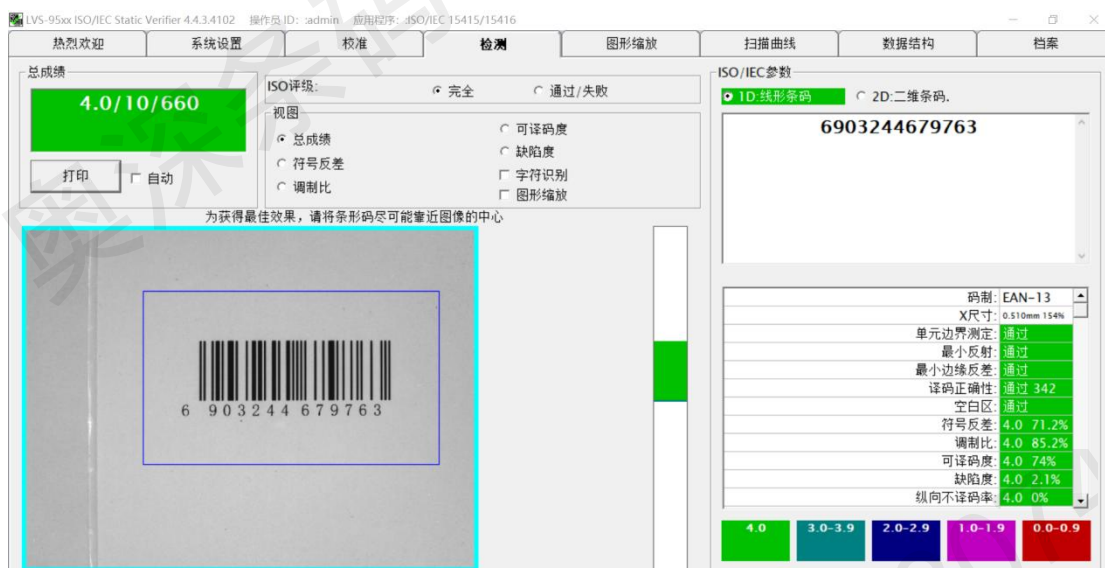 LVS-95xx ISO/IEC Static Verifier 4.4.3.4102 操作员 ID: :admin 应用程序: :ISO/IEC 15415/15416
热烈欢迎 系统设置 校准 检测 图形缩放 扫描曲线 数据结构 档案
总成绩
4.0/10/660
打印
自动
ISO评级:
完全 通过/失败
视图
总成绩
符号反差
调制比
可译码度
缺陷度
字符识别
图形缩放
为获得最佳效果，请将条形码尽可能靠近图像的中心
6 903244 679763
ISO/IEC参数
1D:线形条码 2D:二维条码.
6903244679763
码制: EAN-13
X尺寸: 0.510mm 154%
单元边界测定: 通过
最小反射: 通过
最小边缘反差: 通过
译码正确性: 通过 342
空白区: 通过
符号反差: 4.0 71.2%
调制比: 4.0 85.2%
可译码度: 4.0 74%
缺陷度: 4.0 2.1%
纵向不译码率: 4.0 0%
4.0 3.0-3.9 2.0-2.9 1.0-1.9 0.0-0.9
奥深条码